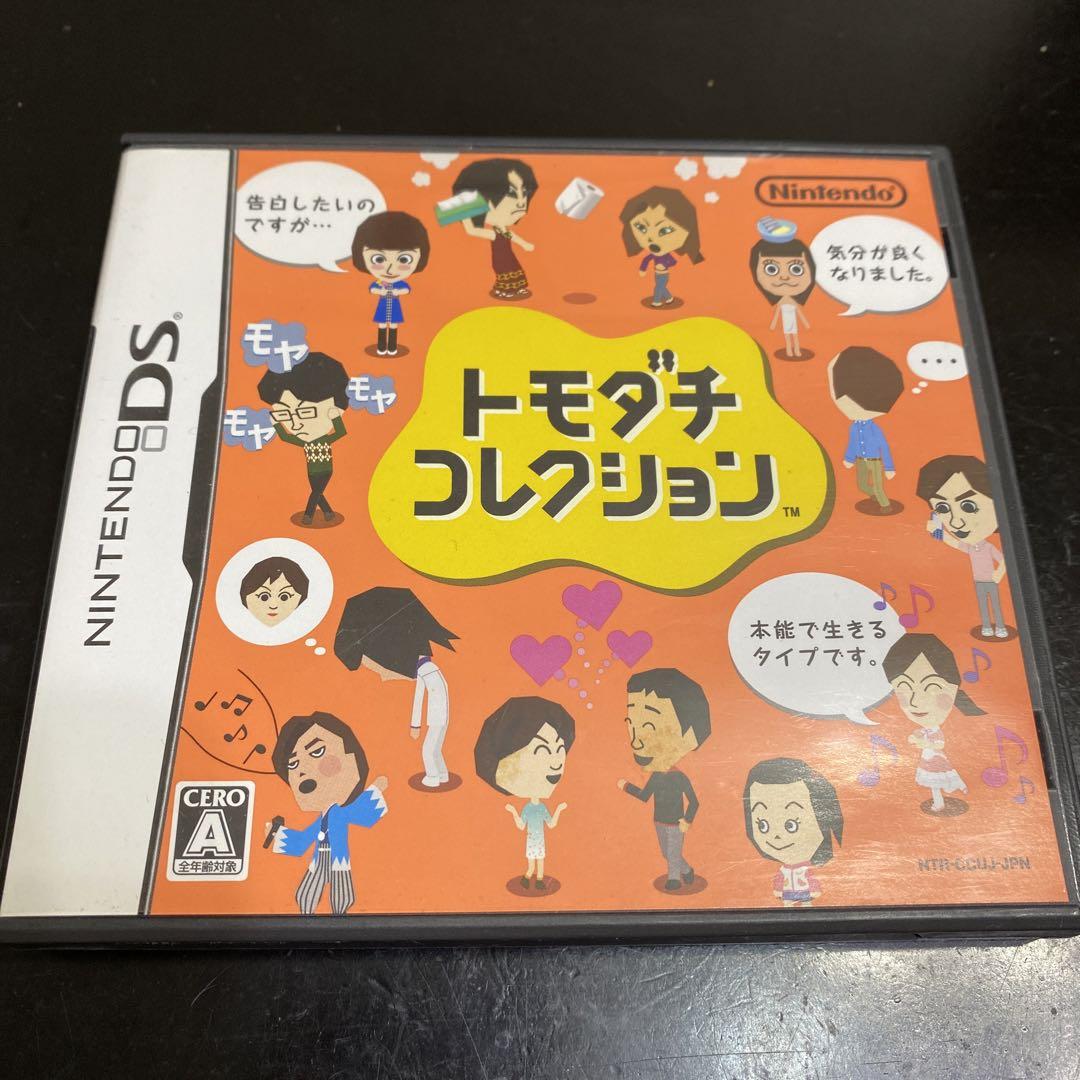 NINTENDO DS®
Nintendo®
告白したいの
ですが…
気分が良く
なりました。
モヤ
モヤ
モヤ
…
トモダチ
コレクション™
本能で生きる
タイプです。
CERO
A
全年齢対象
NTR-CCUJ-JPN